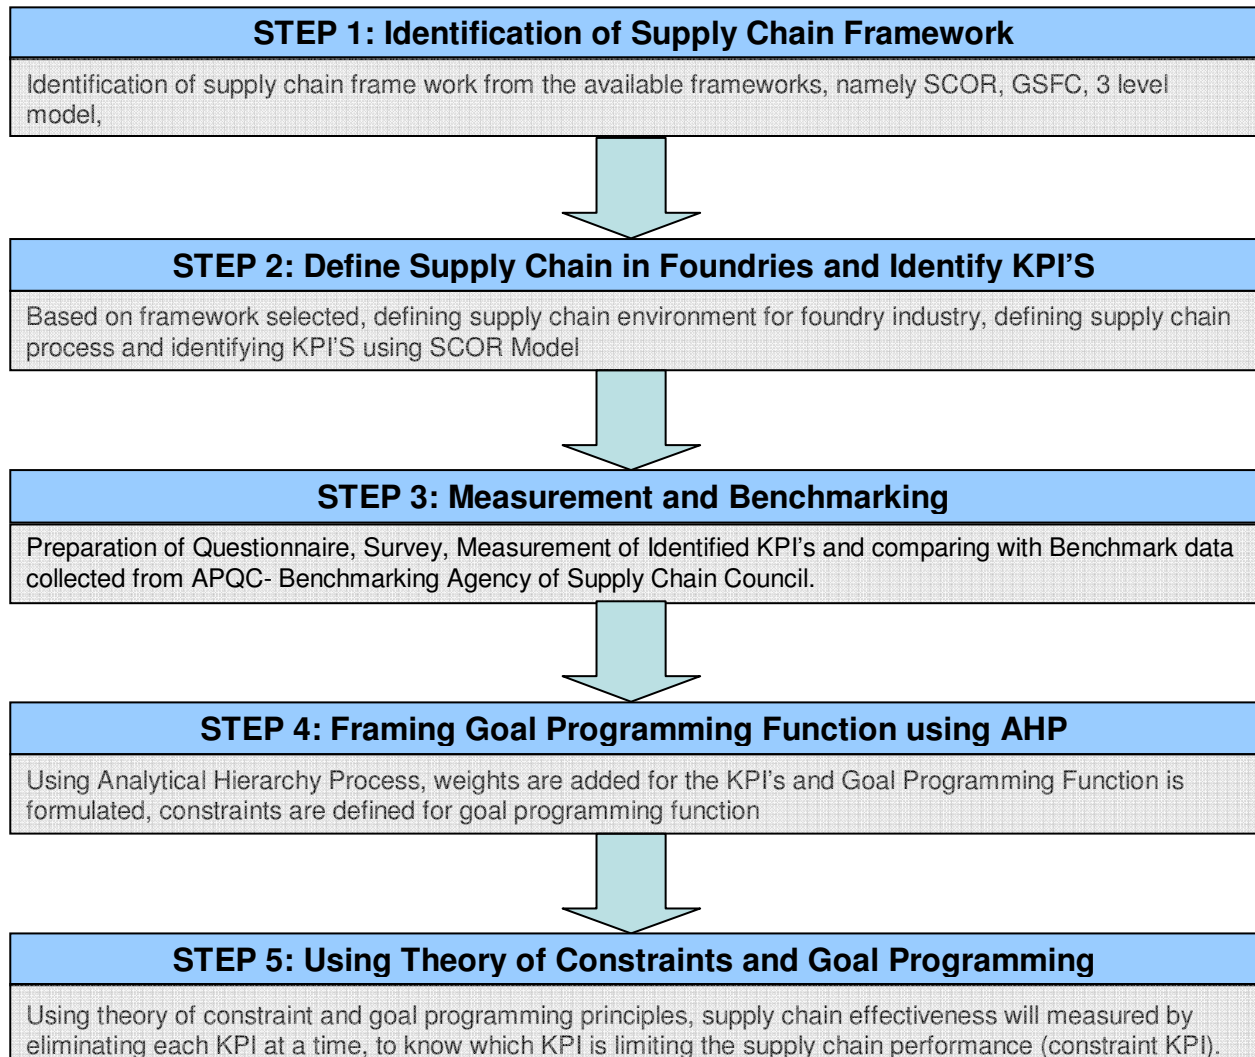 STEP 1: Identification of Supply Chain Framework
Identification of supply chain frame work from the available frameworks, namely SCOR, GSFC, 3 level
model,
STEP 2: Define Supply Chain in Foundries and Identify KPI'S
Based on framework selected, defining supply chain environment for foundry industry, defining supply chain
process and identifying KPI'S using SCOR Model
STEP 3: Measurement and Benchmarking
Preparation of Questionnaire, Survey, Measurement of Identified KPI's and comparing with Benchmark data
collected from APQC- Benchmarking Agency of Supply Chain Council.
STEP 4: Framing Goal Programming Function using AHP
Using Analytical Hierarchy Process, weights are added for the KPI's and Goal Programming Function is
formulated, constraints are defined for goal programming function
STEP 5: Using Theory of Constraints and Goal Programming
Using theory of constraint and goal programming principles, supply chain effectiveness will measured by
eliminating each KPI at a time, to know which KPI is limiting the supply chain performance (constraint KPI).